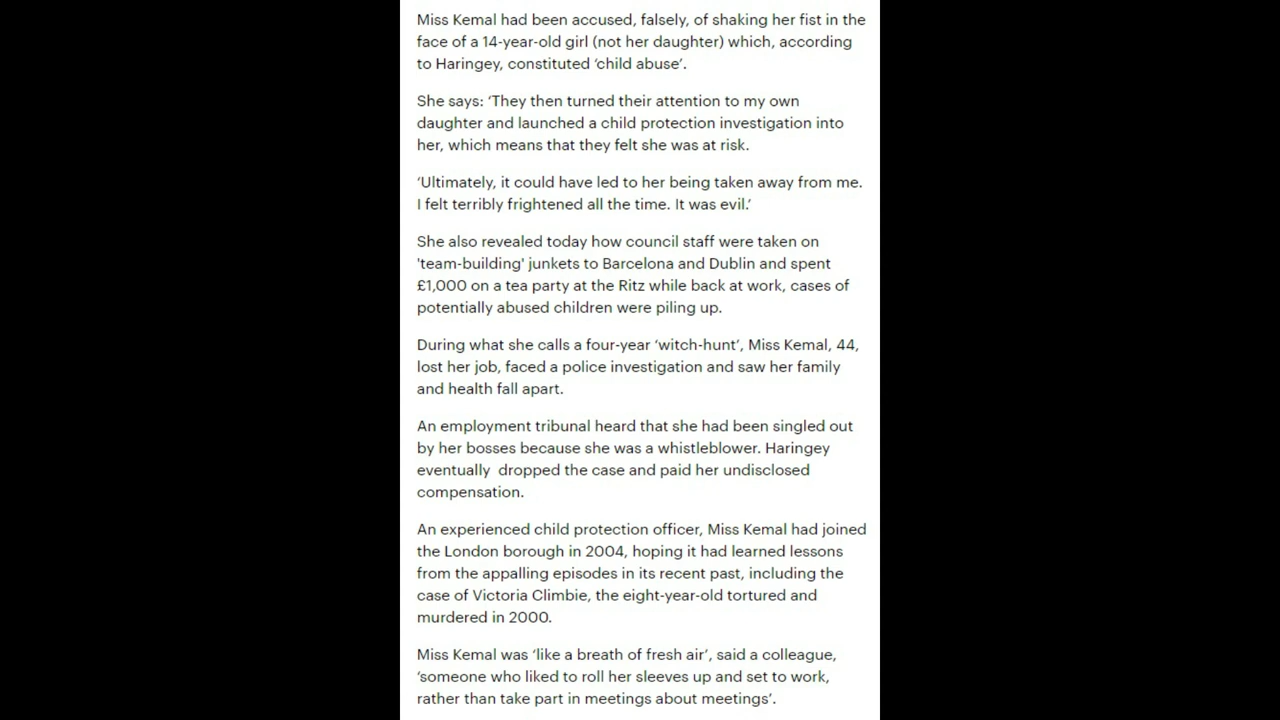 Miss Kemal had been accused, falsely, of shaking her fist in the
face of a 14-year-old girl (not her daughter) which, according
to Haringey, constituted ‘child abuse’.
She says: ‘They then turned their attention to my own
daughter and launched a child protection investigation into
her, which means that they felt she was at risk.
‘Ultimately, it could have led to her being taken away from me.
I felt terribly frightened all the time. It was evil.’
She also revealed today how council staff were taken on
'team-building' junkets to Barcelona and Dublin and spent
£1,000 on a tea party at the Ritz while back at work, cases of
potentially abused children were piling up.
During what she calls a four-year ‘witch-hunt’, Miss Kemal, 44,
lost her job, faced a police investigation and saw her family
and health fall apart.
An employment tribunal heard that she had been singled out
by her bosses because she was a whistleblower. Haringey
eventually  dropped the case and paid her undisclosed
compensation.
An experienced child protection officer, Miss Kemal had joined
the London borough in 2004, hoping it had learned lessons
from the appalling episodes in its recent past, including the
case of Victoria Climbie, the eight-year-old tortured and
murdered in 2000.
Miss Kemal was ‘like a breath of fresh air’, said a colleague,
‘someone who liked to roll her sleeves up and set to work,
rather than take part in meetings about meetings’.